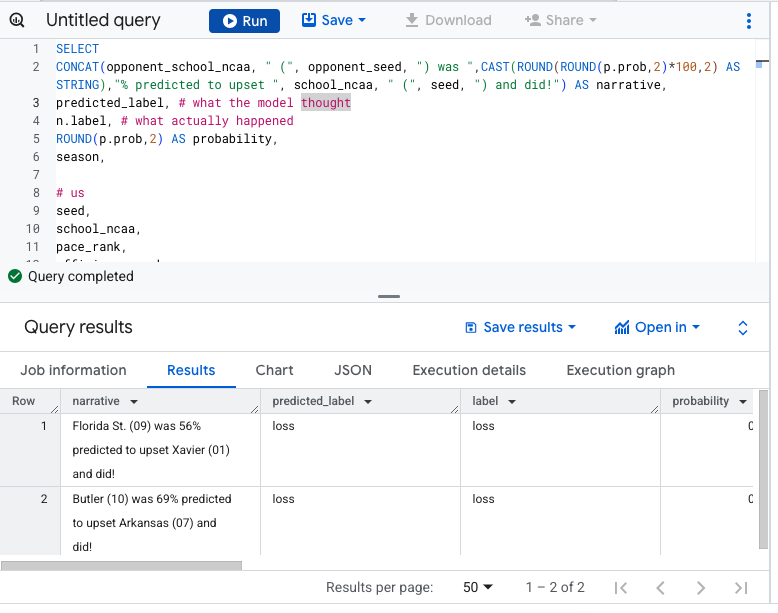 Untitled query Run Save Download Share
1 SELECT
2 CONCAT(opponent_school_ncaa, " (", opponent_seed, ") was ",CAST(ROUND(ROUND(p.prob,2)*100,2) AS
STRING),"% predicted to upset ", school_ncaa, " (", seed, ") and did!") AS narrative,
3 predicted_label, # what the model thought
4 n.label, # what actually happened
5 ROUND(p.prob,2) AS probability,
6 season,
7
8 # us
9 seed,
10 school_ncaa,
11 pace_rank,
Query completed
Query results Save results Open in
Job information Results Chart JSON Execution details Execution graph
Row narrative predicted_label label probability
1 Florida St. (09) was 56% loss loss 0
predicted to upset Xavier (01)
and did!
2 Butler (10) was 69% predicted loss loss 0
to upset Arkansas (07) and
did!
Results per page: 50 1 – 2 of 2